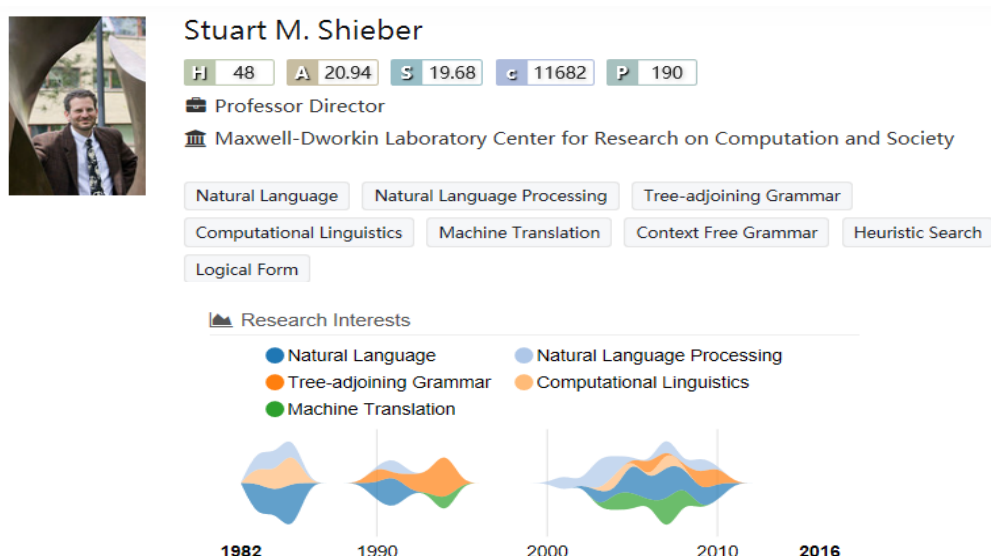 Stuart M. Shieber
H 48 A 20.94 S 19.68 c 11682 P 190
Professor Director
Maxwell-Dworkin Laboratory Center for Research on Computation and Society
Natural Language Natural Language Processing Tree-adjoining Grammar
Computational Linguistics Machine Translation Context Free Grammar Heuristic Search
Logical Form
Research Interests
Natural Language Natural Language Processing
Tree-adjoining Grammar Computational Linguistics
Machine Translation
1982 1990 2000 2010 2016